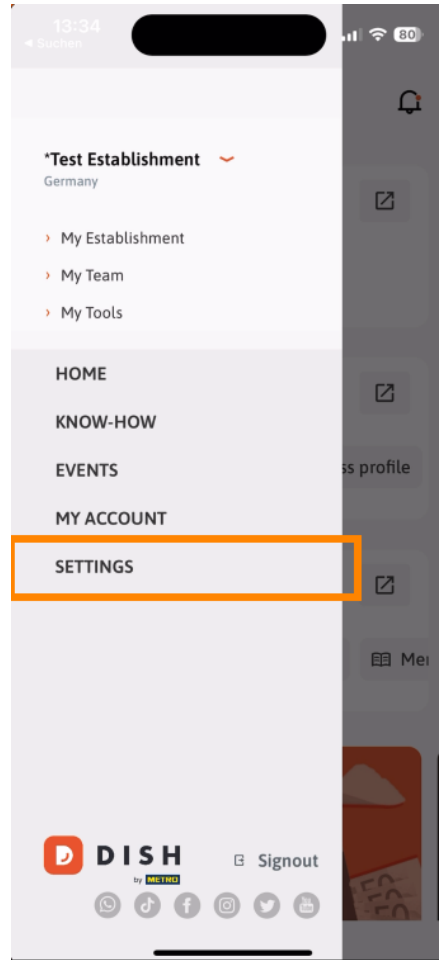 13:34
80
◀ Suchen
*Test Establishment
Germany
› My Establishment
› My Team
› My Tools
HOME
KNOW-HOW
EVENTS
ss profile
MY ACCOUNT
SETTINGS
Me
DISH
by METRO
Signout